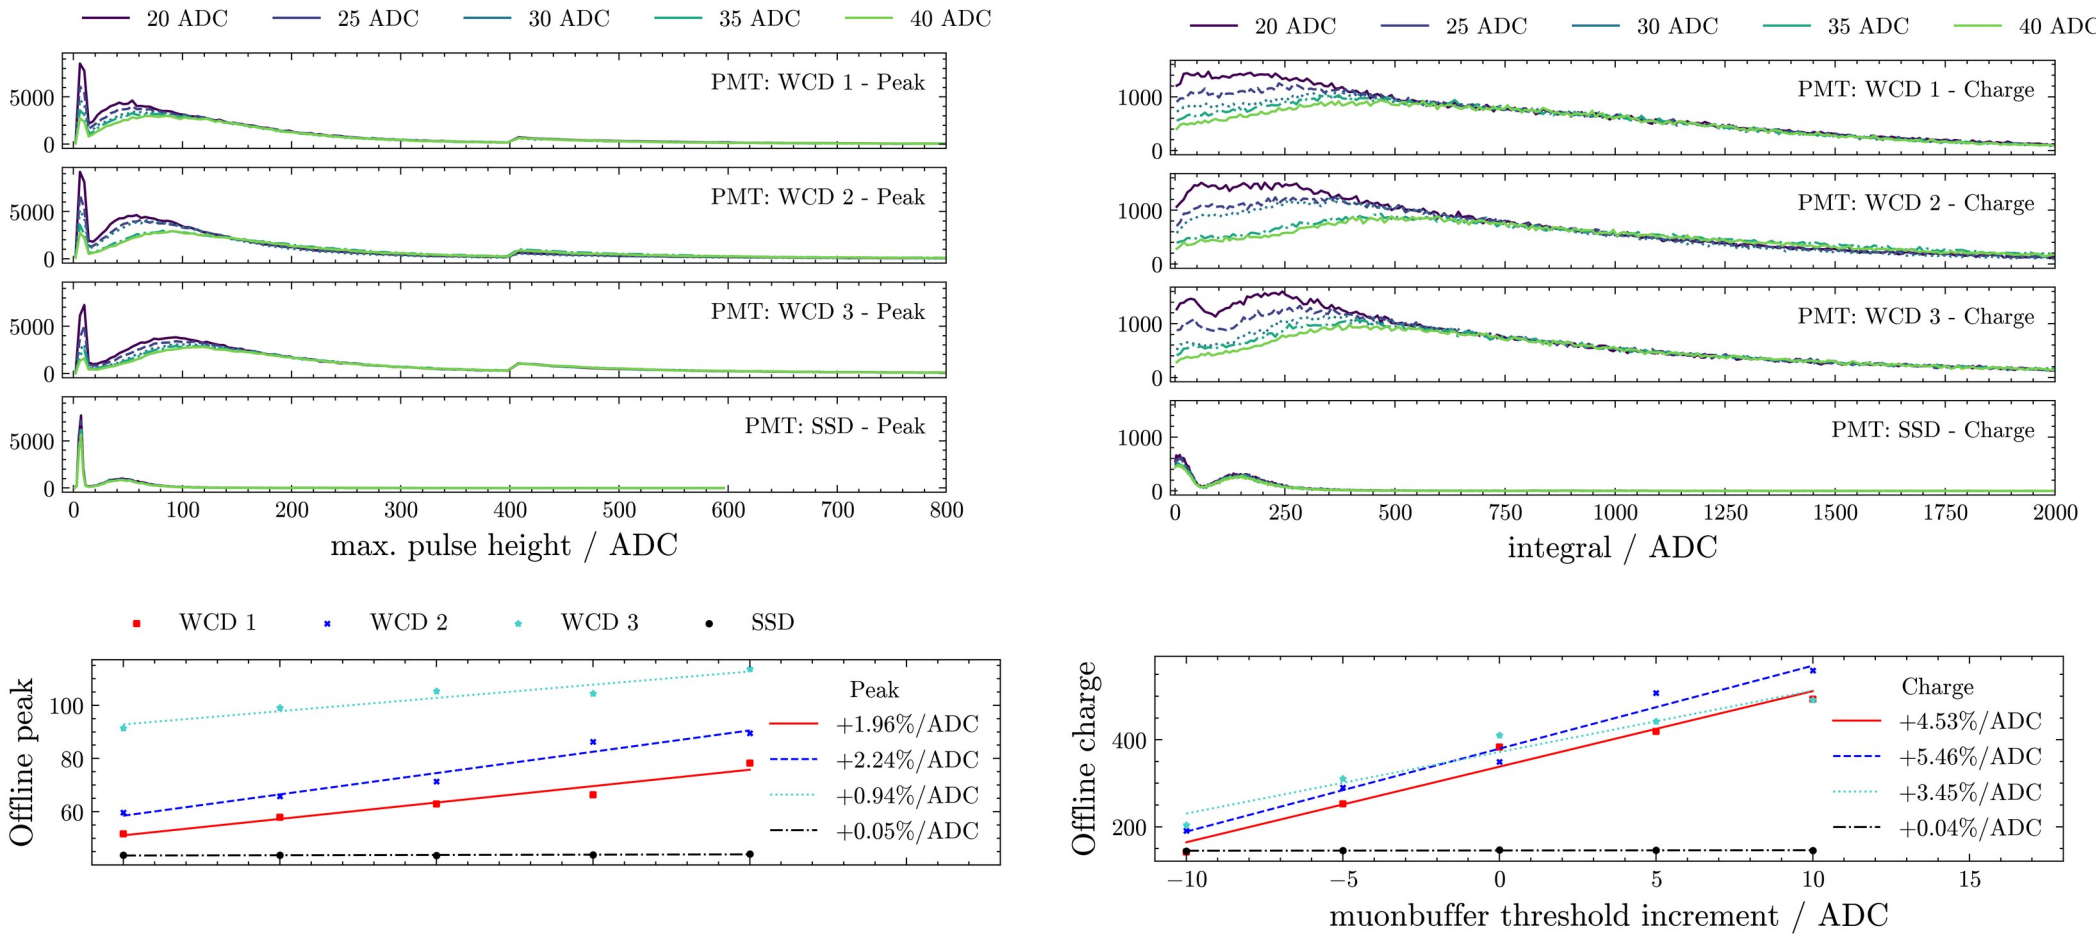 20 ADC 25 ADC 30 ADC 35 ADC 40 ADC
PMT: WCD 1 - Peak
5000
0
PMT: WCD 2 - Peak
5000
0
PMT: WCD 3 - Peak
5000
0
PMT: SSD - Peak
5000
0
0 100 200 300 400 500 600 700 800
max. pulse height / ADC
20 ADC 25 ADC 30 ADC 35 ADC 40 ADC
PMT: WCD 1 - Charge
1000
0
PMT: WCD 2 - Charge
1000
0
PMT: WCD 3 - Charge
1000
0
PMT: SSD - Charge
1000
0
0 250 500 750 1000 1250 1500 1750 2000
integral / ADC
WCD 1 WCD 2 WCD 3 SSD
Offline peak
100
80
60
Peak
+1.96%/ADC
+2.24%/ADC
+0.94%/ADC
+0.05%/ADC
Offline charge
400
200
Charge
+4.53%/ADC
+5.46%/ADC
+3.45%/ADC
+0.04%/ADC
−10 −5 0 5 10 15
muonbuffer threshold increment / ADC